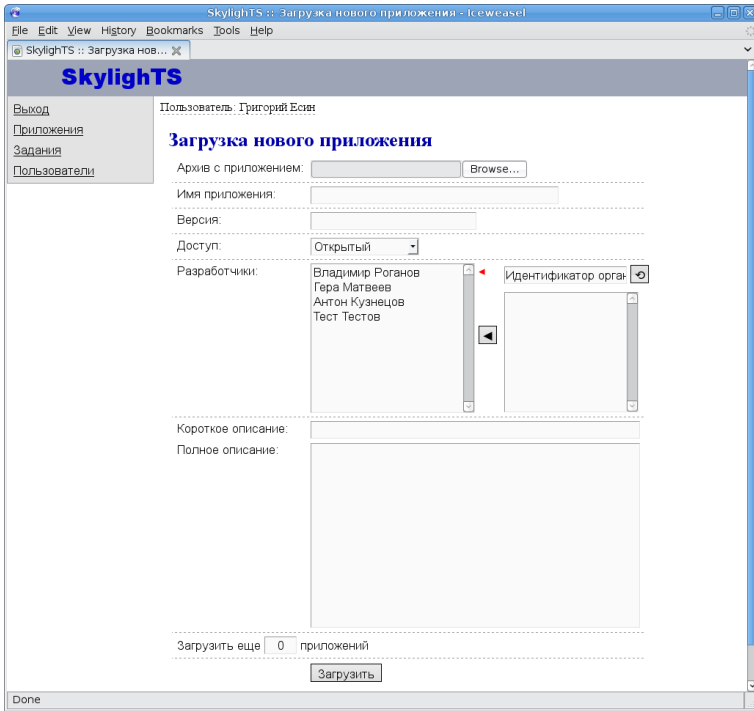 SkylighTS :: Загрузка нового приложения - Iceweasel
File Edit View History Bookmarks Tools Help
SkylighTS :: Загрузка нов...
SkylighTS
Выход
Приложения
Задания
Пользователи
Пользователь: Григорий Есин
Загрузка нового приложения
Архив с приложением: Browse...
Имя приложения:
Версия:
Доступ: Открытый
Разработчики:
Владимир Роганов
Гера Матвеев
Антон Кузнецов
Тест Тестов
Идентификатор орган
Короткое описание:
Полное описание:
Загрузить еще 0 приложений
Загрузить
Done